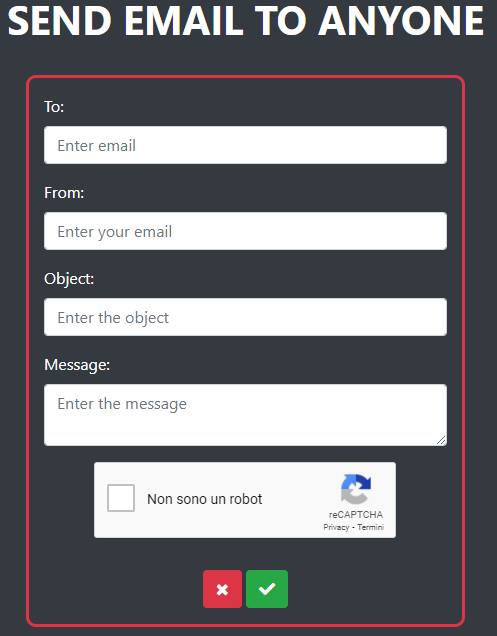 SEND EMAIL TO ANYONE
To:
Enter email
From:
Enter your email
Object:
Enter the object
Message:
Enter the message
Non sono un robot
reCAPTCHA
Privacy - Termini